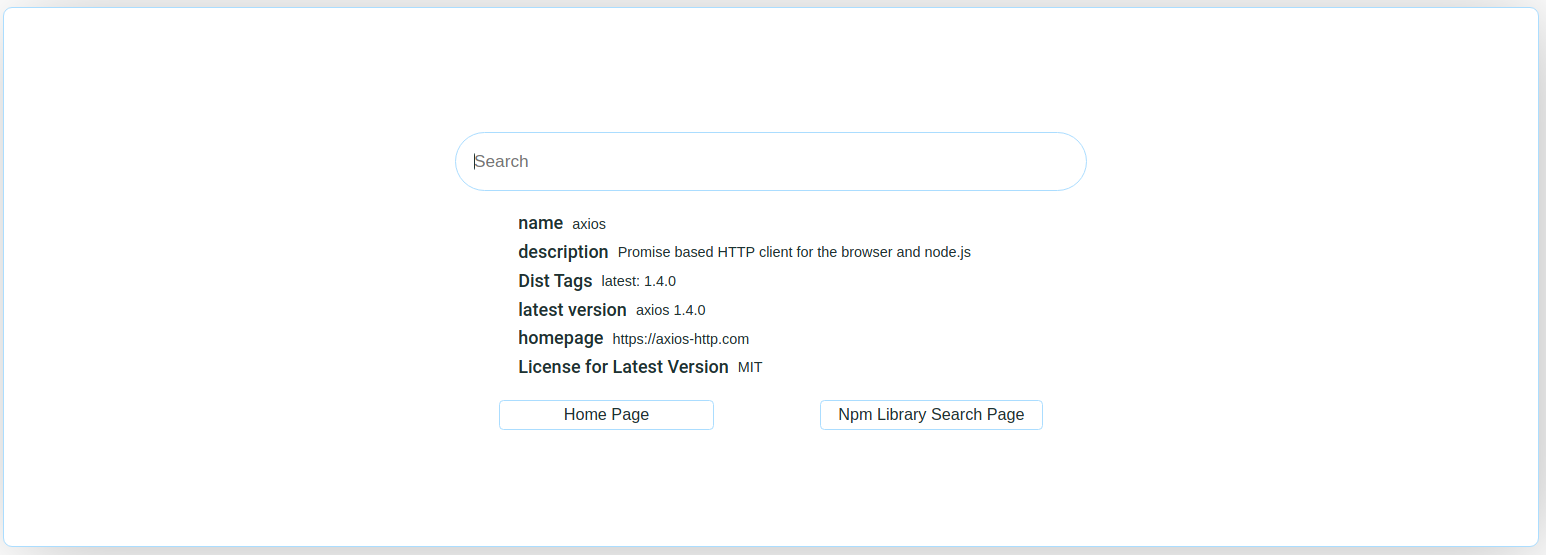 Search
name axios
description Promise based HTTP client for the browser and node.js
Dist Tags latest: 1.4.0
latest version axios 1.4.0
homepage https://axios-http.com
License for Latest Version MIT
Home Page Npm Library Search Page